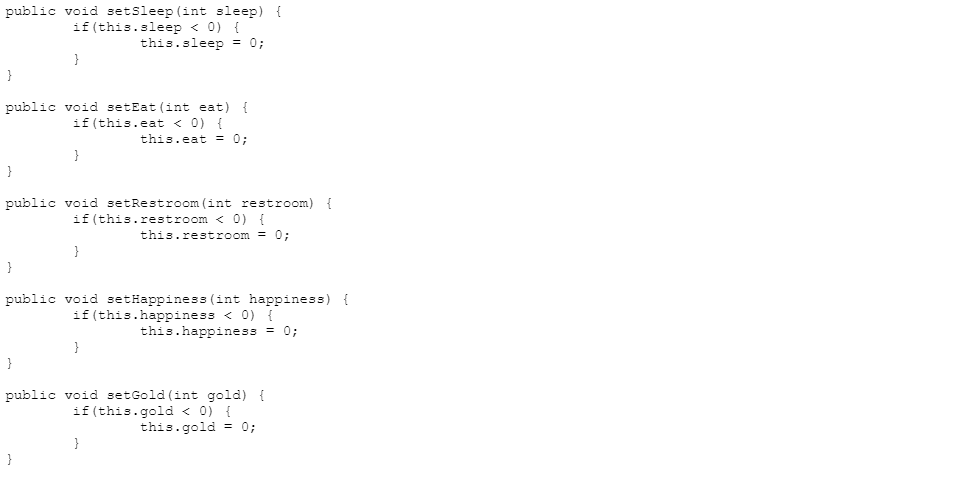 public void setSleep(int sleep) {
        if(this.sleep < 0) {
                this.sleep = 0;
        }
}

public void setEat(int eat) {
        if(this.eat < 0) {
                this.eat = 0;
        }
}

public void setRestroom(int restroom) {
        if(this.restroom < 0) {
                this.restroom = 0;
        }
}

public void setHappiness(int happiness) {
        if(this.happiness < 0) {
                this.happiness = 0;
        }
}

public void setGold(int gold) {
        if(this.gold < 0) {
                this.gold = 0;
        }
}